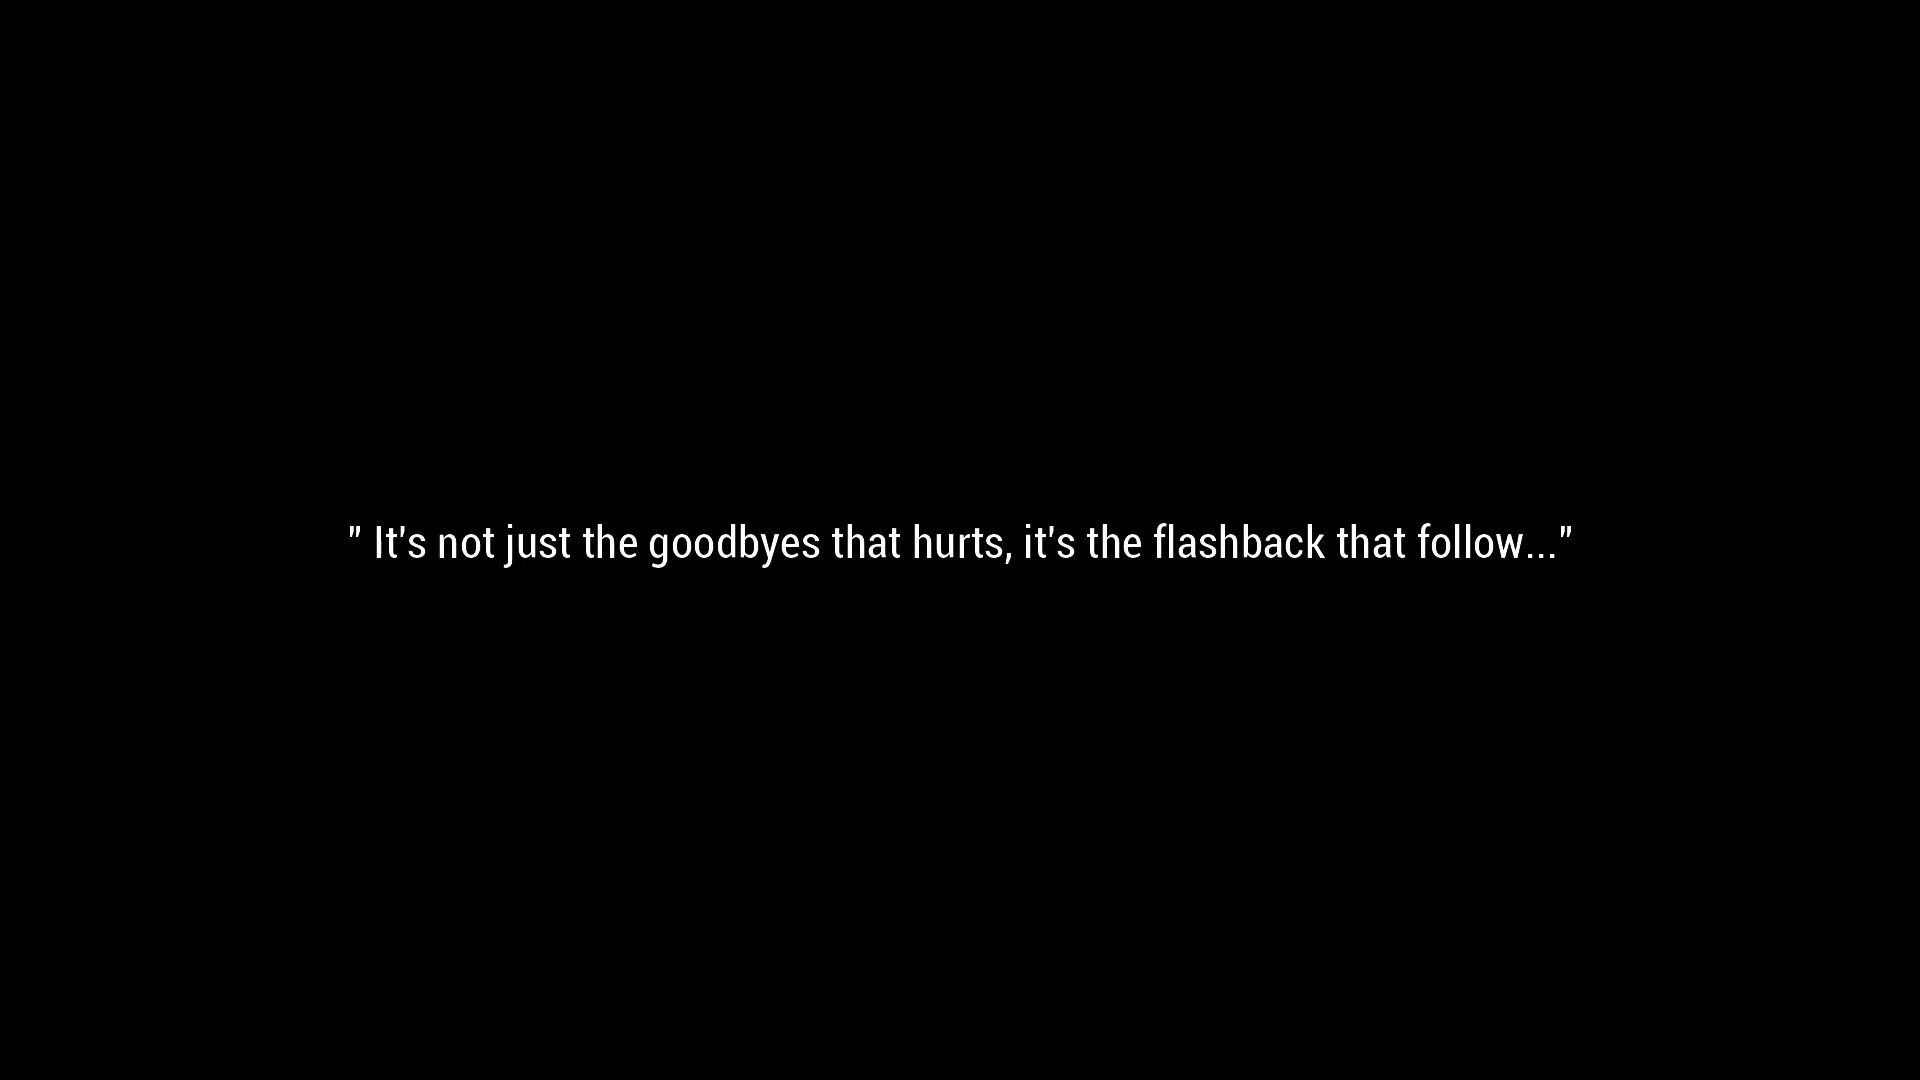 " It's not just the goodbyes that hurts, it's the flashback that follow..."